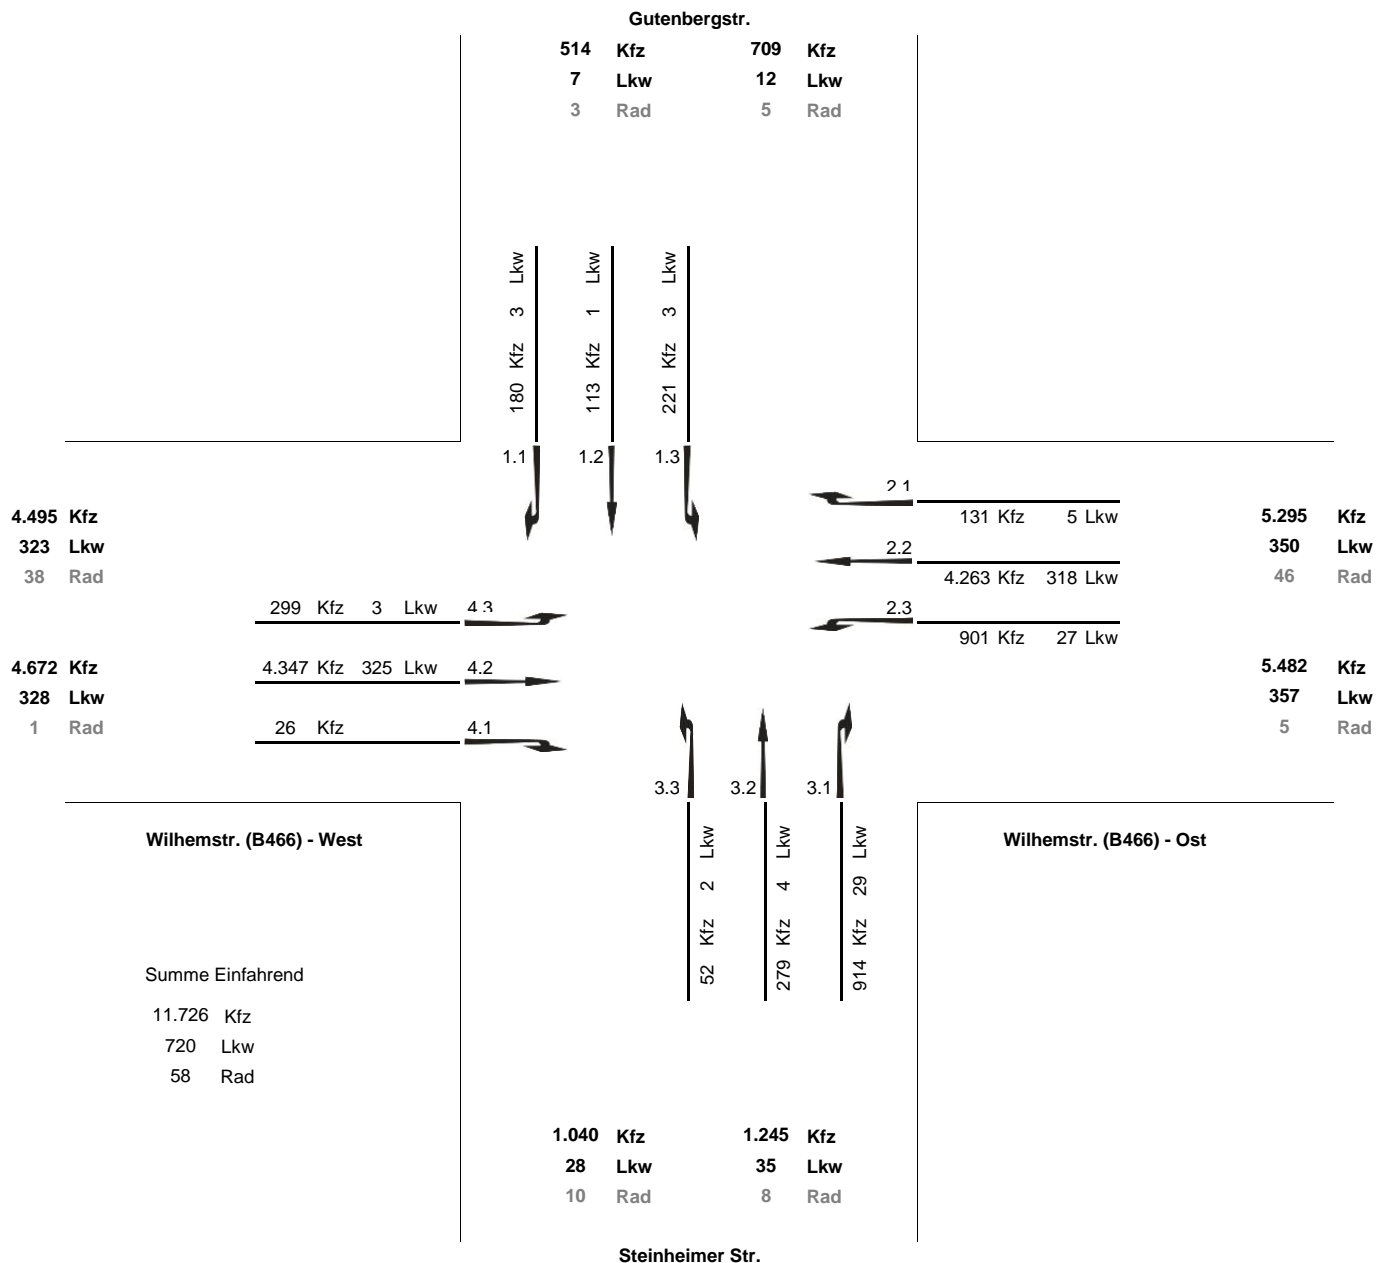 Gutenbergstr.
514 Kfz 709 Kfz
7 Lkw 12 Lkw
3 Rad 5 Rad
180 Kfz 3 Lkw
113 Kfz 1 Lkw
221 Kfz 3 Lkw
1.1 1.2 1.3
2.1
131 Kfz 5 Lkw
2.2
4.263 Kfz 318 Lkw
2.3
901 Kfz 27 Lkw
4.495 Kfz
323 Lkw
38 Rad
5.295 Kfz
350 Lkw
46 Rad
299 Kfz 3 Lkw 4.3
4.347 Kfz 325 Lkw 4.2
26 Kfz 4.1
4.672 Kfz
328 Lkw
1 Rad
5.482 Kfz
357 Lkw
5 Rad
3.3 3.2 3.1
52 Kfz 2 Lkw
279 Kfz 4 Lkw
914 Kfz 29 Lkw
Wilhemstr. (B466) - West
Wilhemstr. (B466) - Ost
Summe Einfahrend
11.726 Kfz
720 Lkw
58 Rad
1.040 Kfz 1.245 Kfz
28 Lkw 35 Lkw
10 Rad 8 Rad
Steinheimer Str.